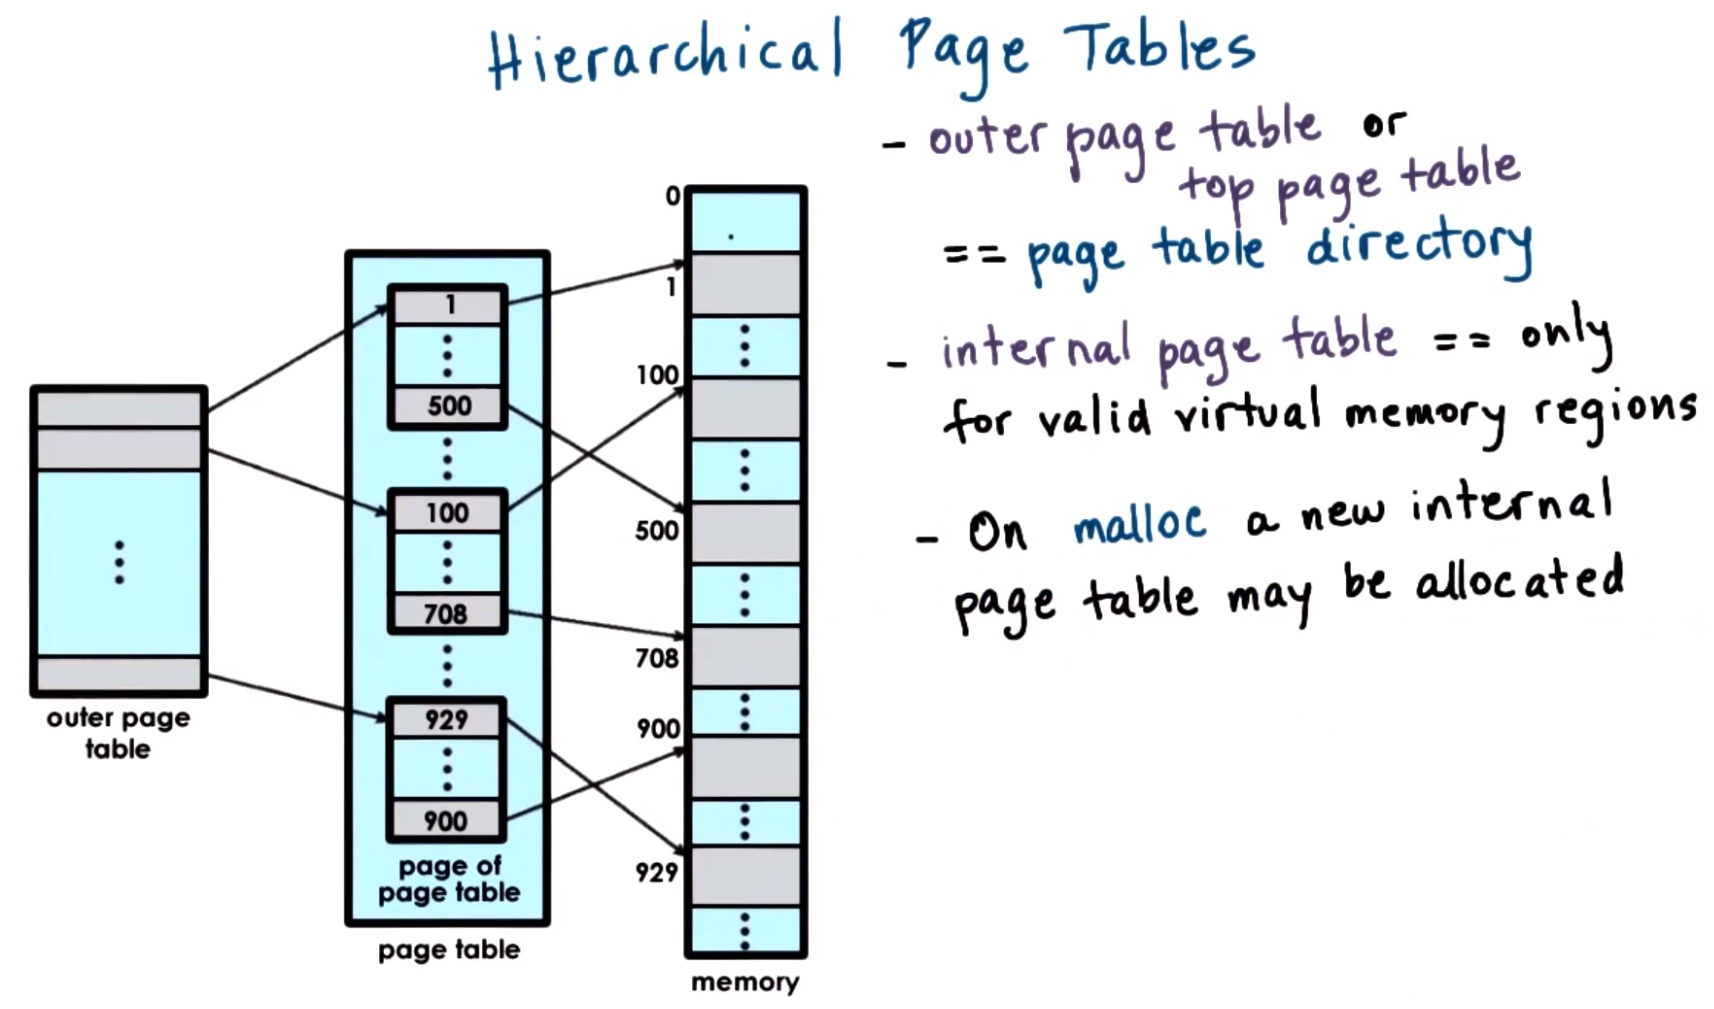 Hierarchical Page Tables
- outer page table or
top page table
== page table directory
- internal page table == only
for valid virtual memory regions
- On malloc a new internal
page table may be allocated
outer page
table
1
500
100
708
929
900
page of
page table
page table
0
1
100
500
708
900
929
memory